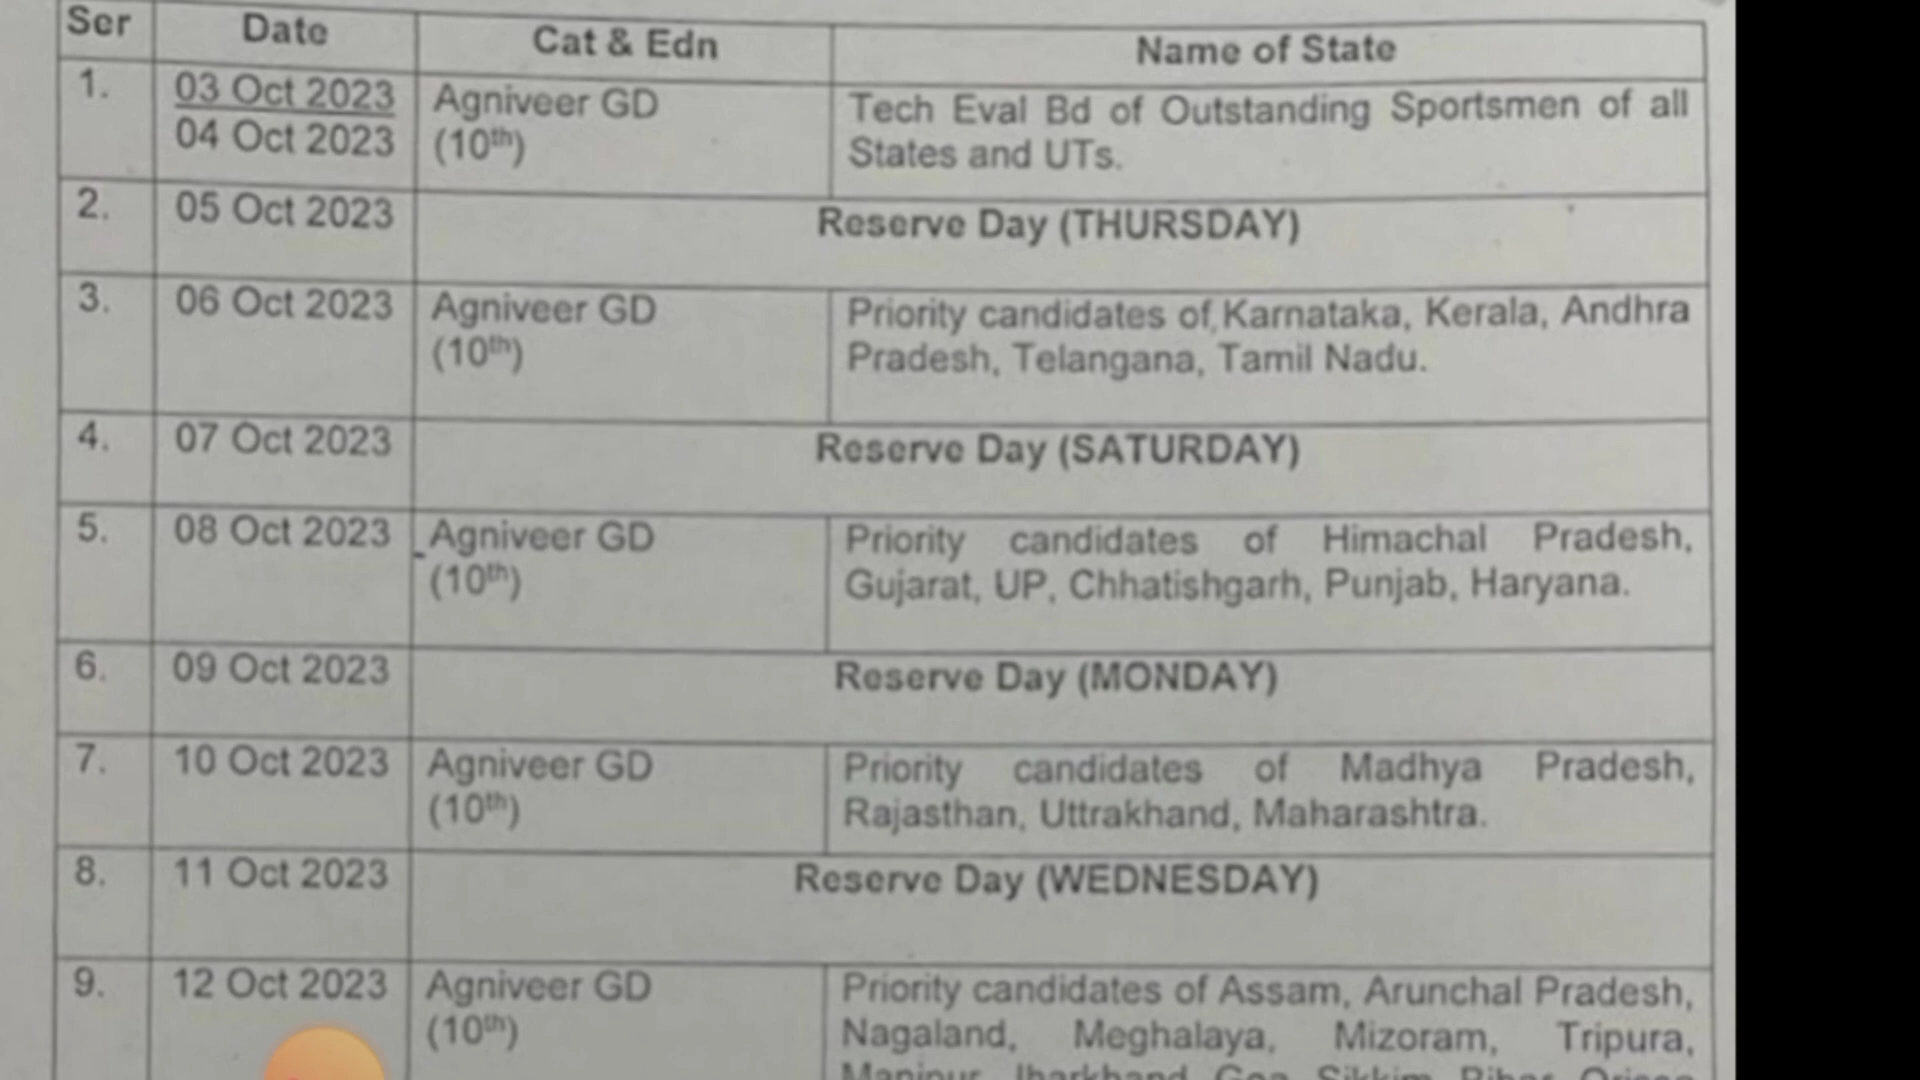 Ser Date Cat & Edn Name of State
1. 03 Oct 2023 Agniveer GD Tech Eval Bd of Outstanding Sportsmen of all
04 Oct 2023 (10th) States and UTs.
2. 05 Oct 2023 Reserve Day (THURSDAY)
3. 06 Oct 2023 Agniveer GD Priority candidates of Karnataka, Kerala, Andhra
(10th) Pradesh, Telangana, Tamil Nadu.
4. 07 Oct 2023 Reserve Day (SATURDAY)
5. 08 Oct 2023 Agniveer GD Priority candidates of Himachal Pradesh,
(10th) Gujarat, UP, Chhatishgarh, Punjab, Haryana.
6. 09 Oct 2023 Reserve Day (MONDAY)
7. 10 Oct 2023 Agniveer GD Priority candidates of Madhya Pradesh,
(10th) Rajasthan, Uttrakhand, Maharashtra.
8. 11 Oct 2023 Reserve Day (WEDNESDAY)
9. 12 Oct 2023 Agniveer GD Priority candidates of Assam, Arunchal Pradesh,
(10th) Nagaland, Meghalaya, Mizoram, Tripura,
Manipur, Jharkhand, Goa, Sikkim, Bihar, Orissa